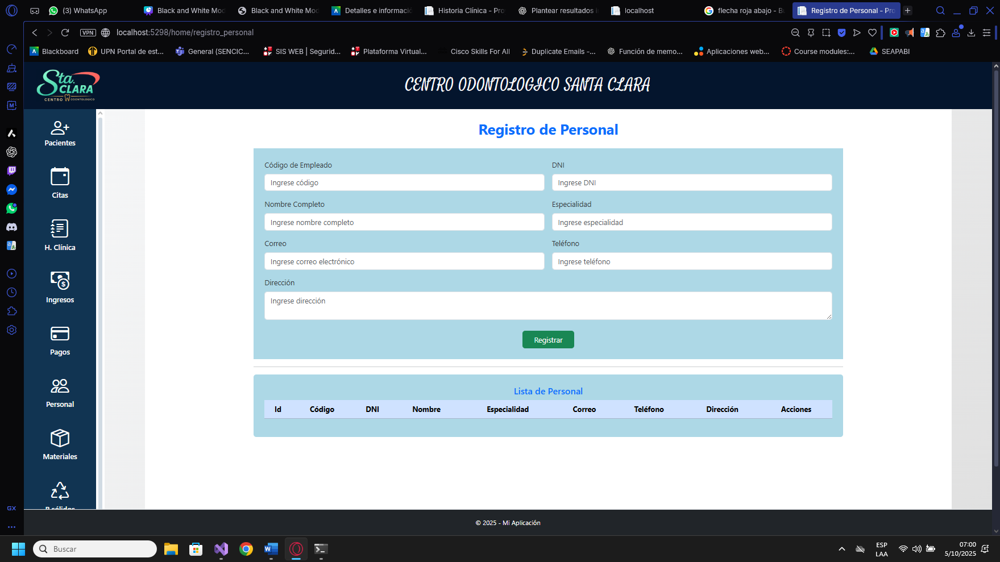 (3) WhatsApp
Black and White Mod
Black and White Mod
Detalles e informació
Historia Clínica - Pro
Plantear resultados i
localhost
flecha roja abajo - B
Registro de Personal - Pro
VPN
localhost:5298/home/registro_personal
Blackboard
UPN Portal de est...
General (SENCIC...
SIS WEB | Segurid...
Plataforma Virtual...
Cisco Skills For All
Duplicate Emails -...
Función de memo...
Aplicaciones web...
Course modules:...
SEAPABI
Sta.
CLARA
CENTRO ODONTOLOGICO
CENTRO ODONTOLOGICO SANTA CLARA
Pacientes
Citas
H. Clínica
Ingresos
Pagos
Personal
Materiales
R.sólidos
GX
Registro de Personal
Código de Empleado
DNI
Ingrese código
Ingrese DNI
Nombre Completo
Especialidad
Ingrese nombre completo
Ingrese especialidad
Correo
Teléfono
Ingrese correo electrónico
Ingrese teléfono
Dirección
Ingrese dirección
Registrar
Lista de Personal
Id Código DNI Nombre Especialidad Correo Teléfono Dirección Acciones
© 2025 - Mi Aplicación
Buscar
ESP
LAA
07:00
5/10/2025